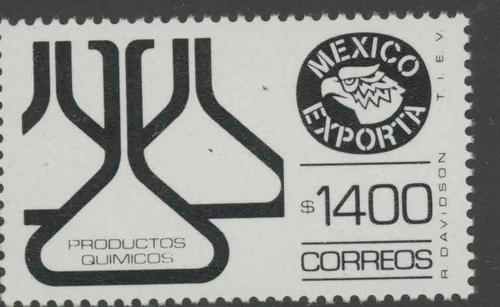 MEXICO
EXPORTA
$1400
CORREOS
PRODUCTOS
QUIMICOS
R. DAVIDSON T. I. E. V.